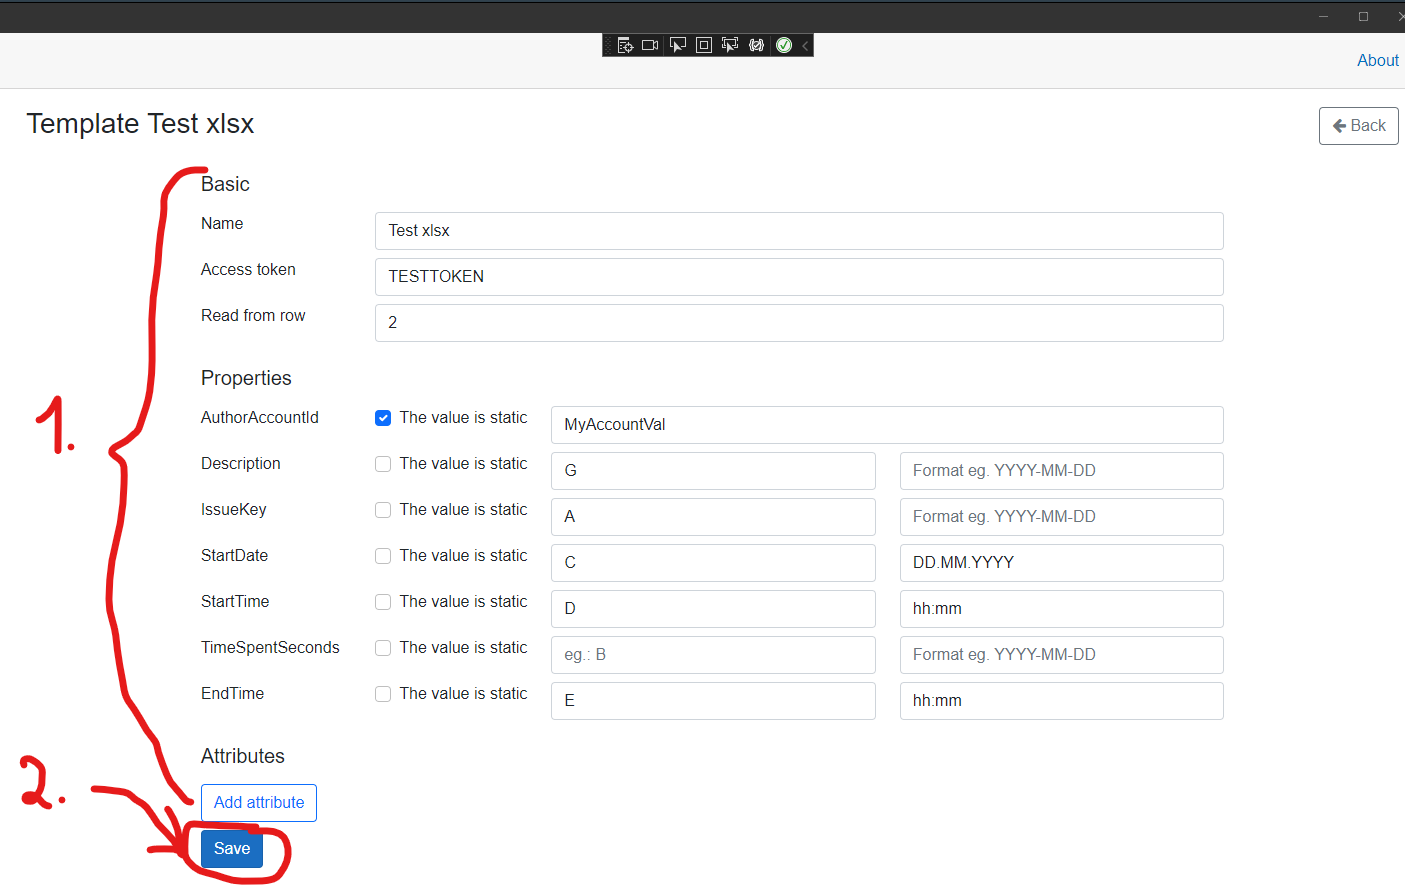 About
Template Test xlsx
Back
Basic
Name Test xlsx
Access token TESTTOKEN
Read from row 2
Properties
1.
AuthorAccountId The value is static MyAccountVal
Description The value is static G Format eg. YYYY-MM-DD
IssueKey The value is static A Format eg. YYYY-MM-DD
StartDate The value is static C DD.MM.YYYY
StartTime The value is static D hh:mm
TimeSpentSeconds The value is static eg.: B Format eg. YYYY-MM-DD
EndTime The value is static E hh:mm
Attributes
2.
Add attribute
Save